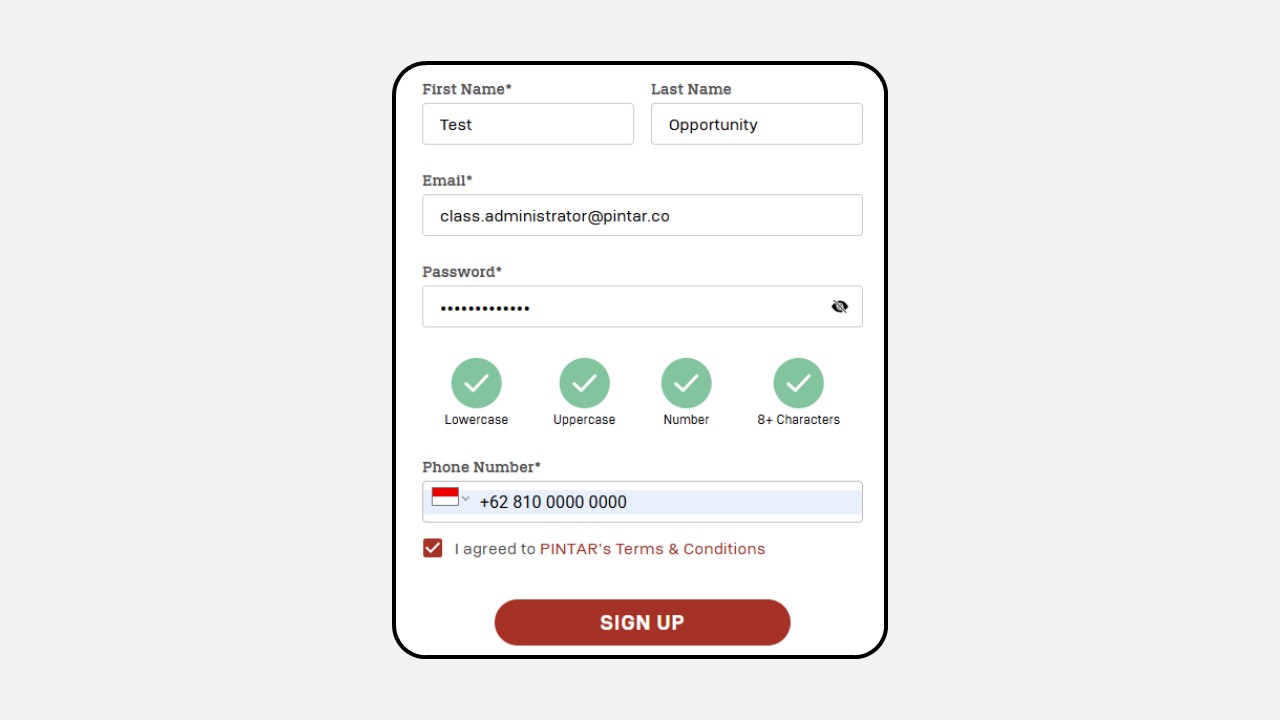 First Name*
Last Name
Test
Opportunity
Email*
class.administrator@pintar.co
Password*
•••••••••••••
Lowercase
Uppercase
Number
8+ Characters
Phone Number*
+62 810 0000 0000
I agreed to PINTAR's Terms & Conditions
SIGN UP